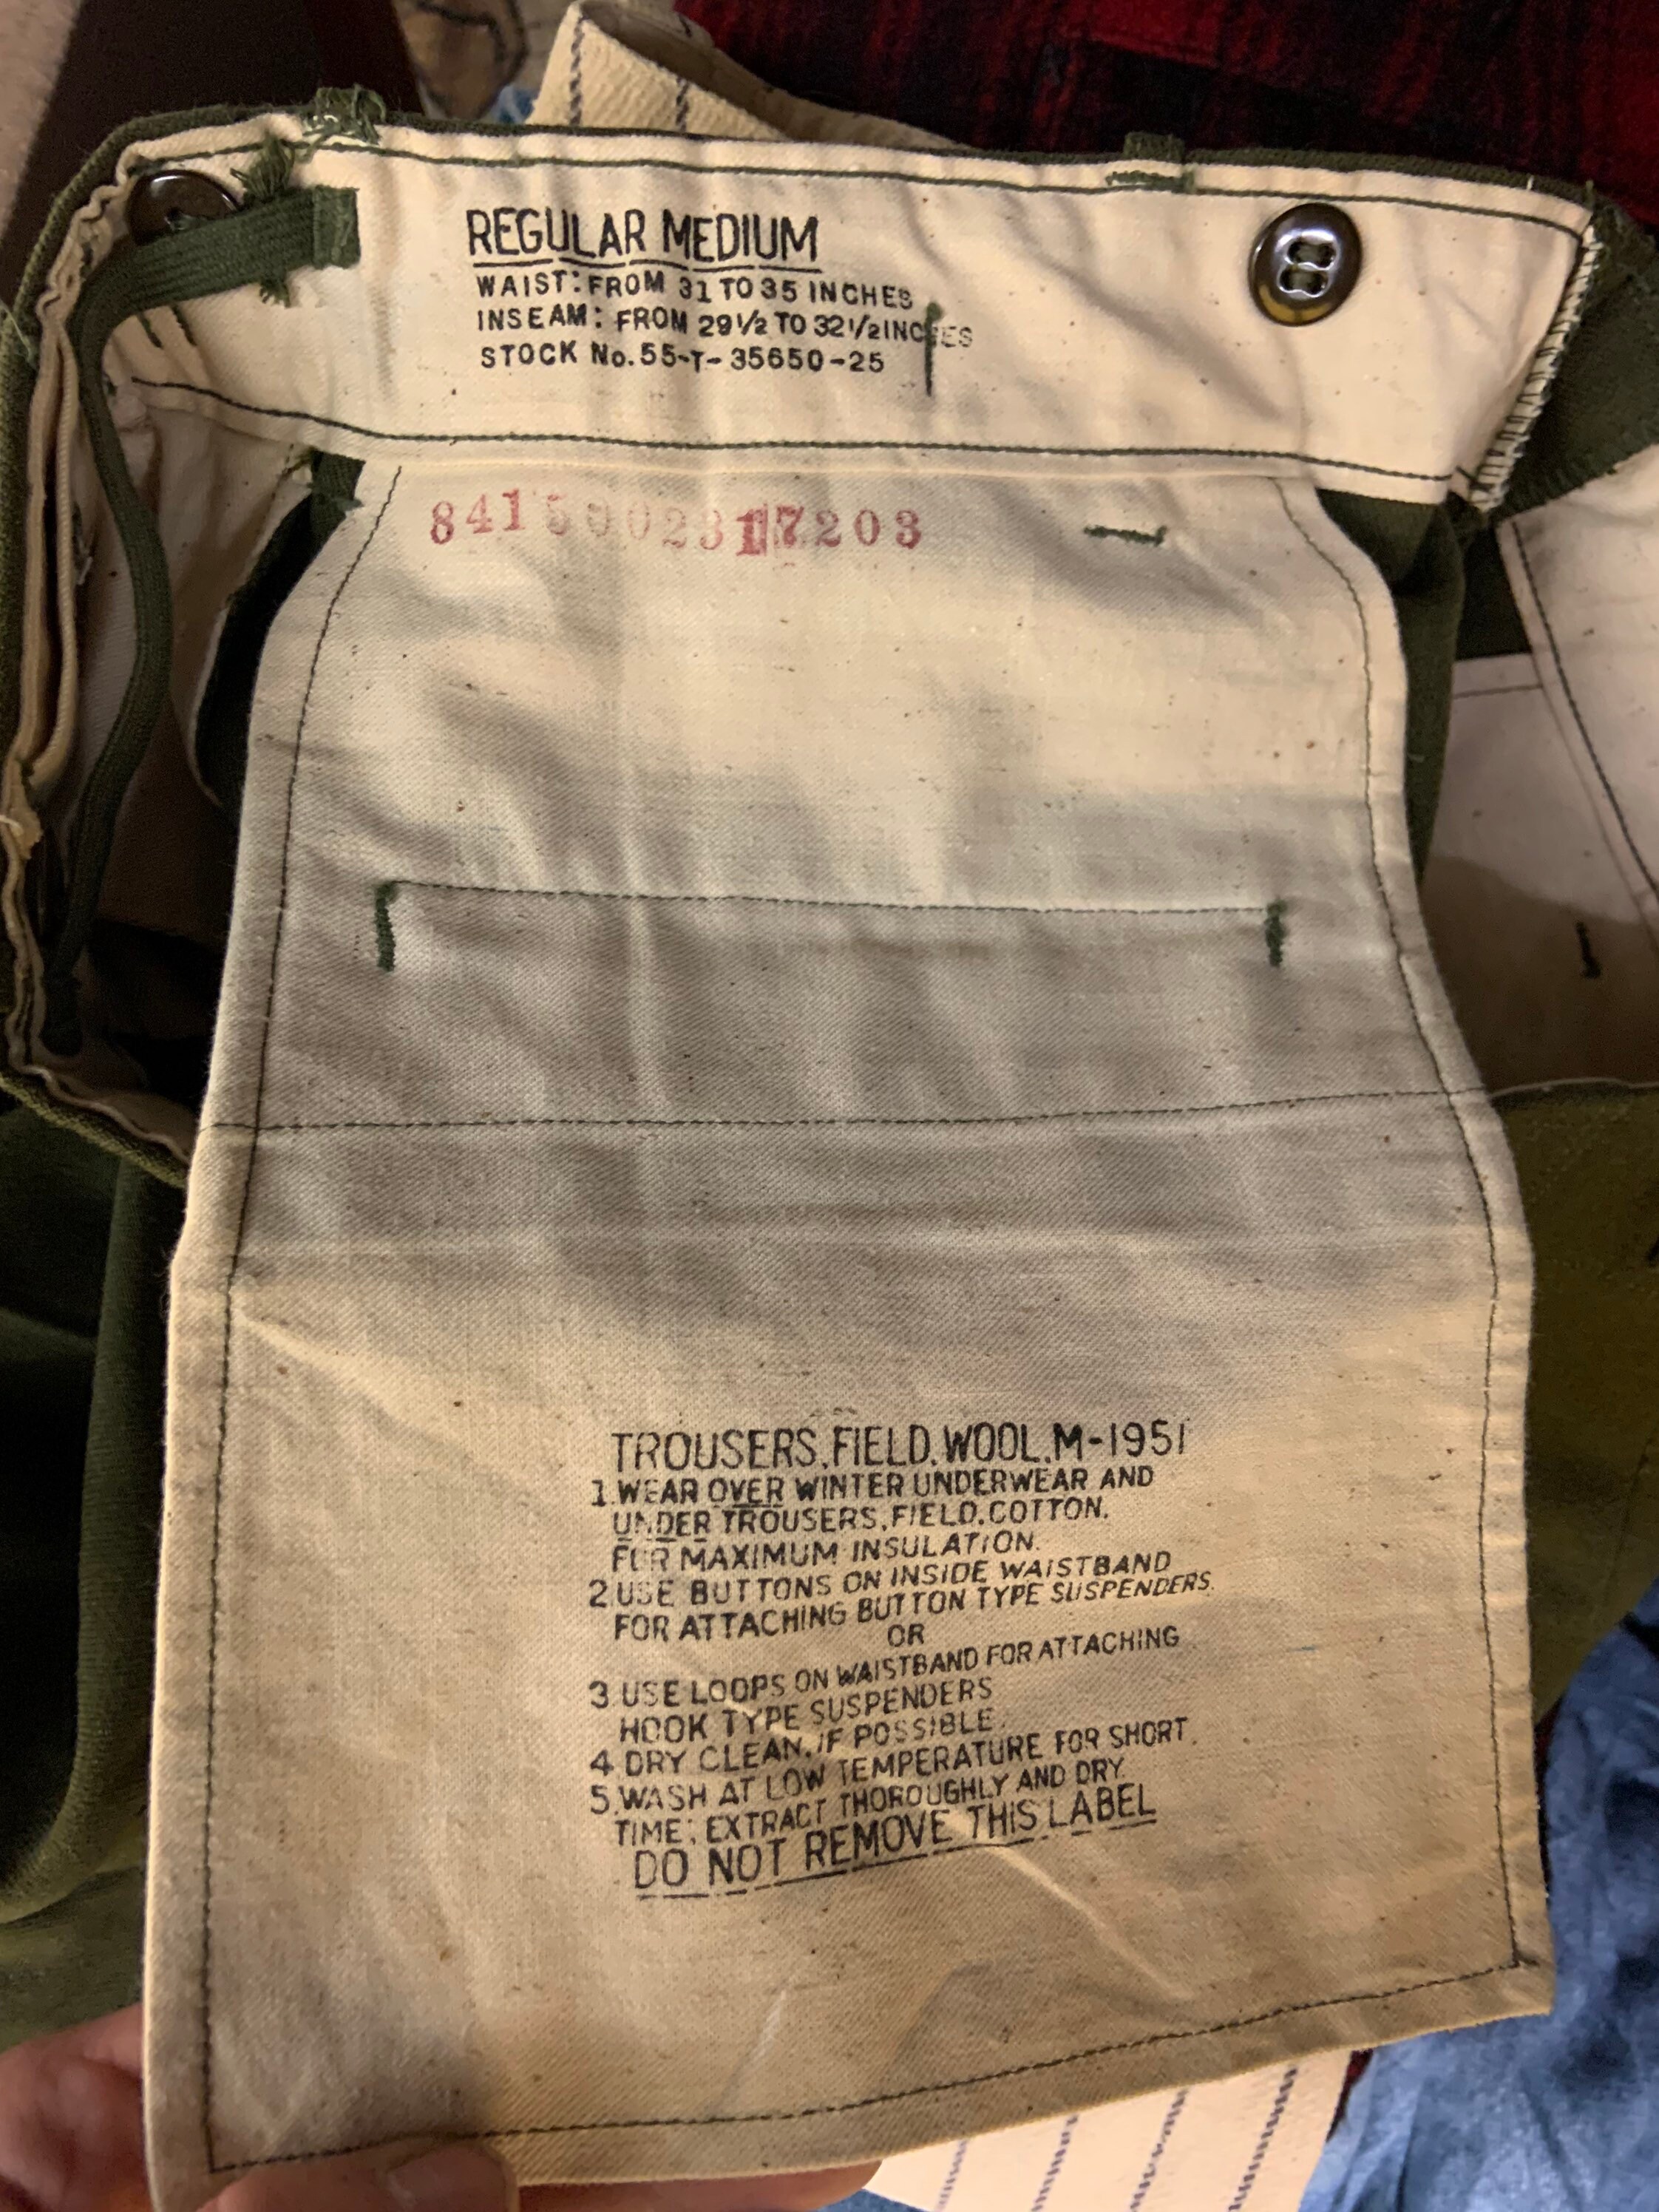 REGULAR MEDIUM
WAIST: FROM 31 TO 35 INCHES
INSEAM: FROM 29 1/2 TO 32 1/2 INCHES
STOCK No. 55-T-35650-25
TROUSERS, FIELD, WOOL, M-1951
1. WEAR OVER WINTER UNDERWEAR AND
UNDER TROUSERS, FIELD, COTTON,
FOR MAXIMUM INSULATION.
2. USE BUTTONS ON INSIDE WAISTBAND
FOR ATTACHING BUTTON TYPE SUSPENDERS.
OR
3. USE LOOPS ON WAISTBAND FOR ATTACHING
HOOK TYPE SUSPENDERS
4. DRY CLEAN, IF POSSIBLE.
5. WASH AT LOW TEMPERATURE FOR SHORT
TIME; EXTRACT THOROUGHLY AND DRY.
DO NOT REMOVE THIS LABEL